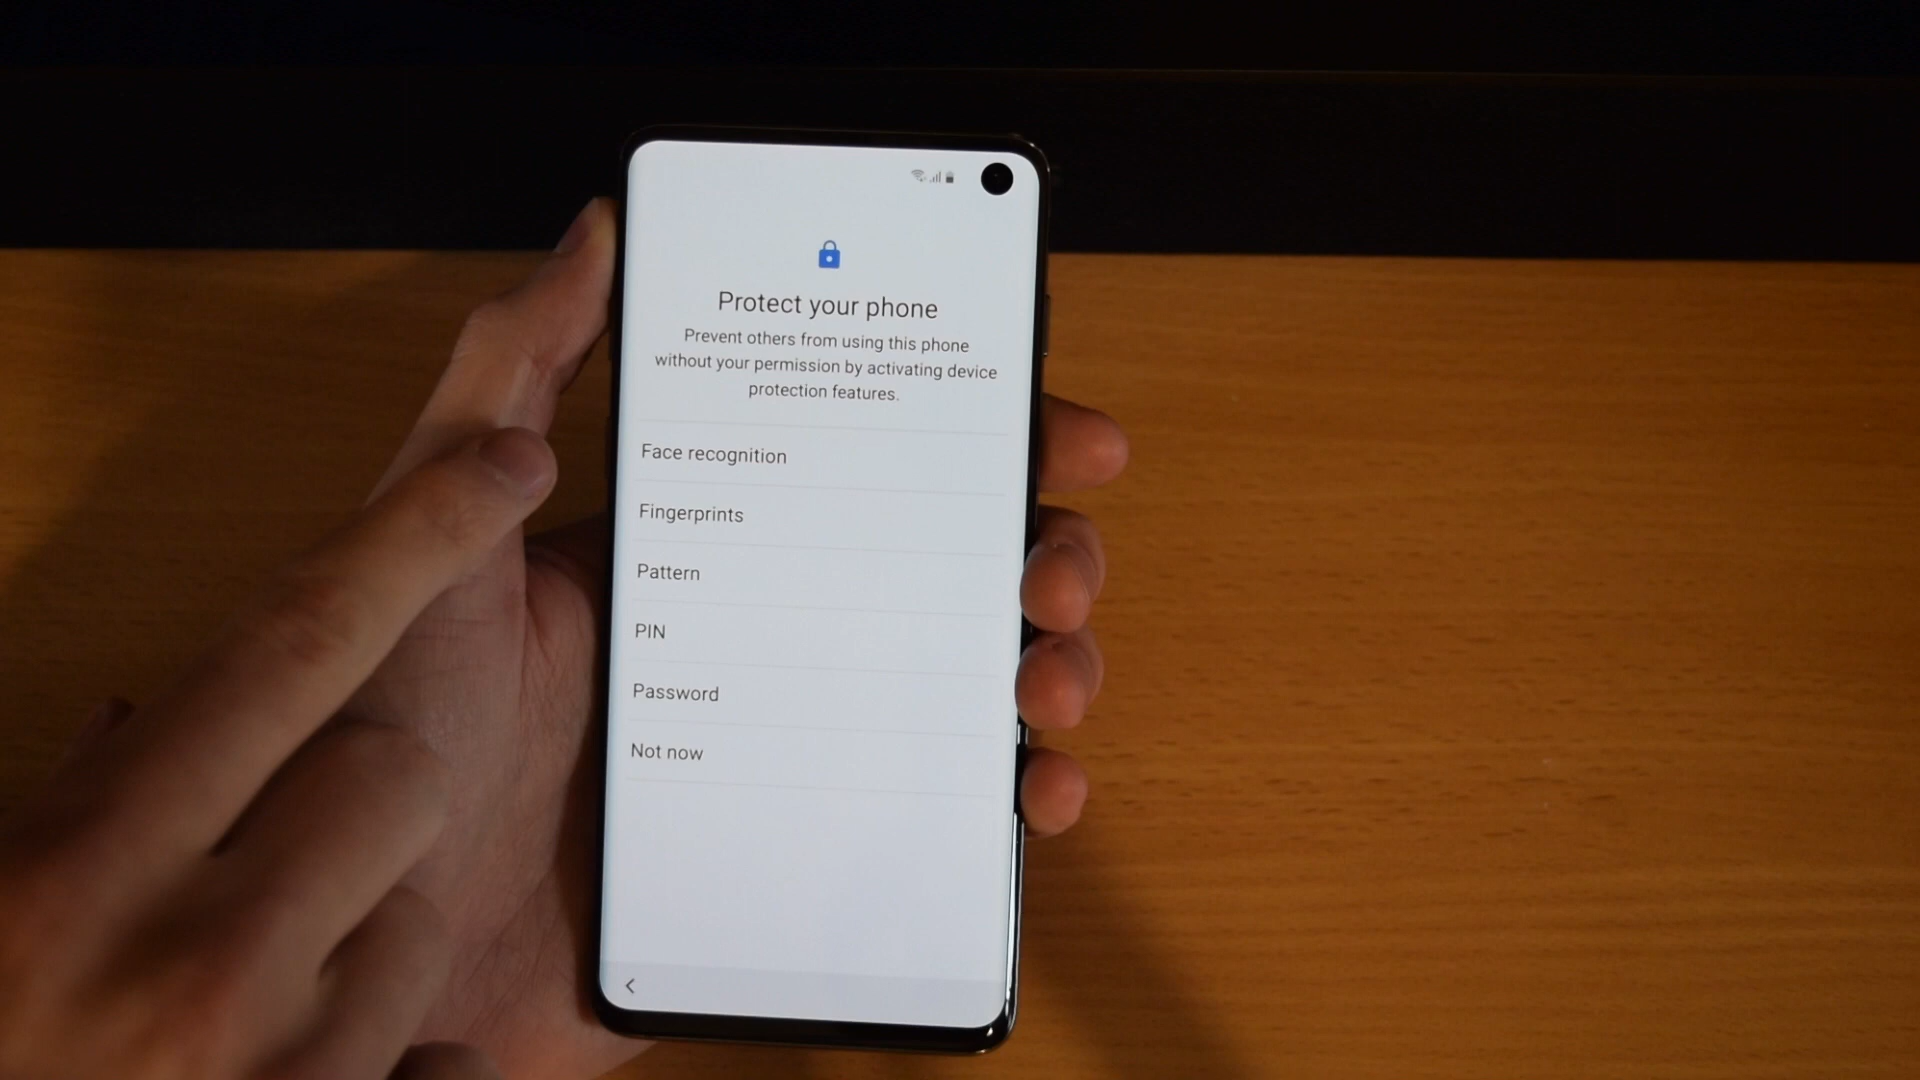 Protect your phone
Prevent others from using this phone
without your permission by activating device
protection features.
Face recognition
Fingerprints
Pattern
PIN
Password
Not now